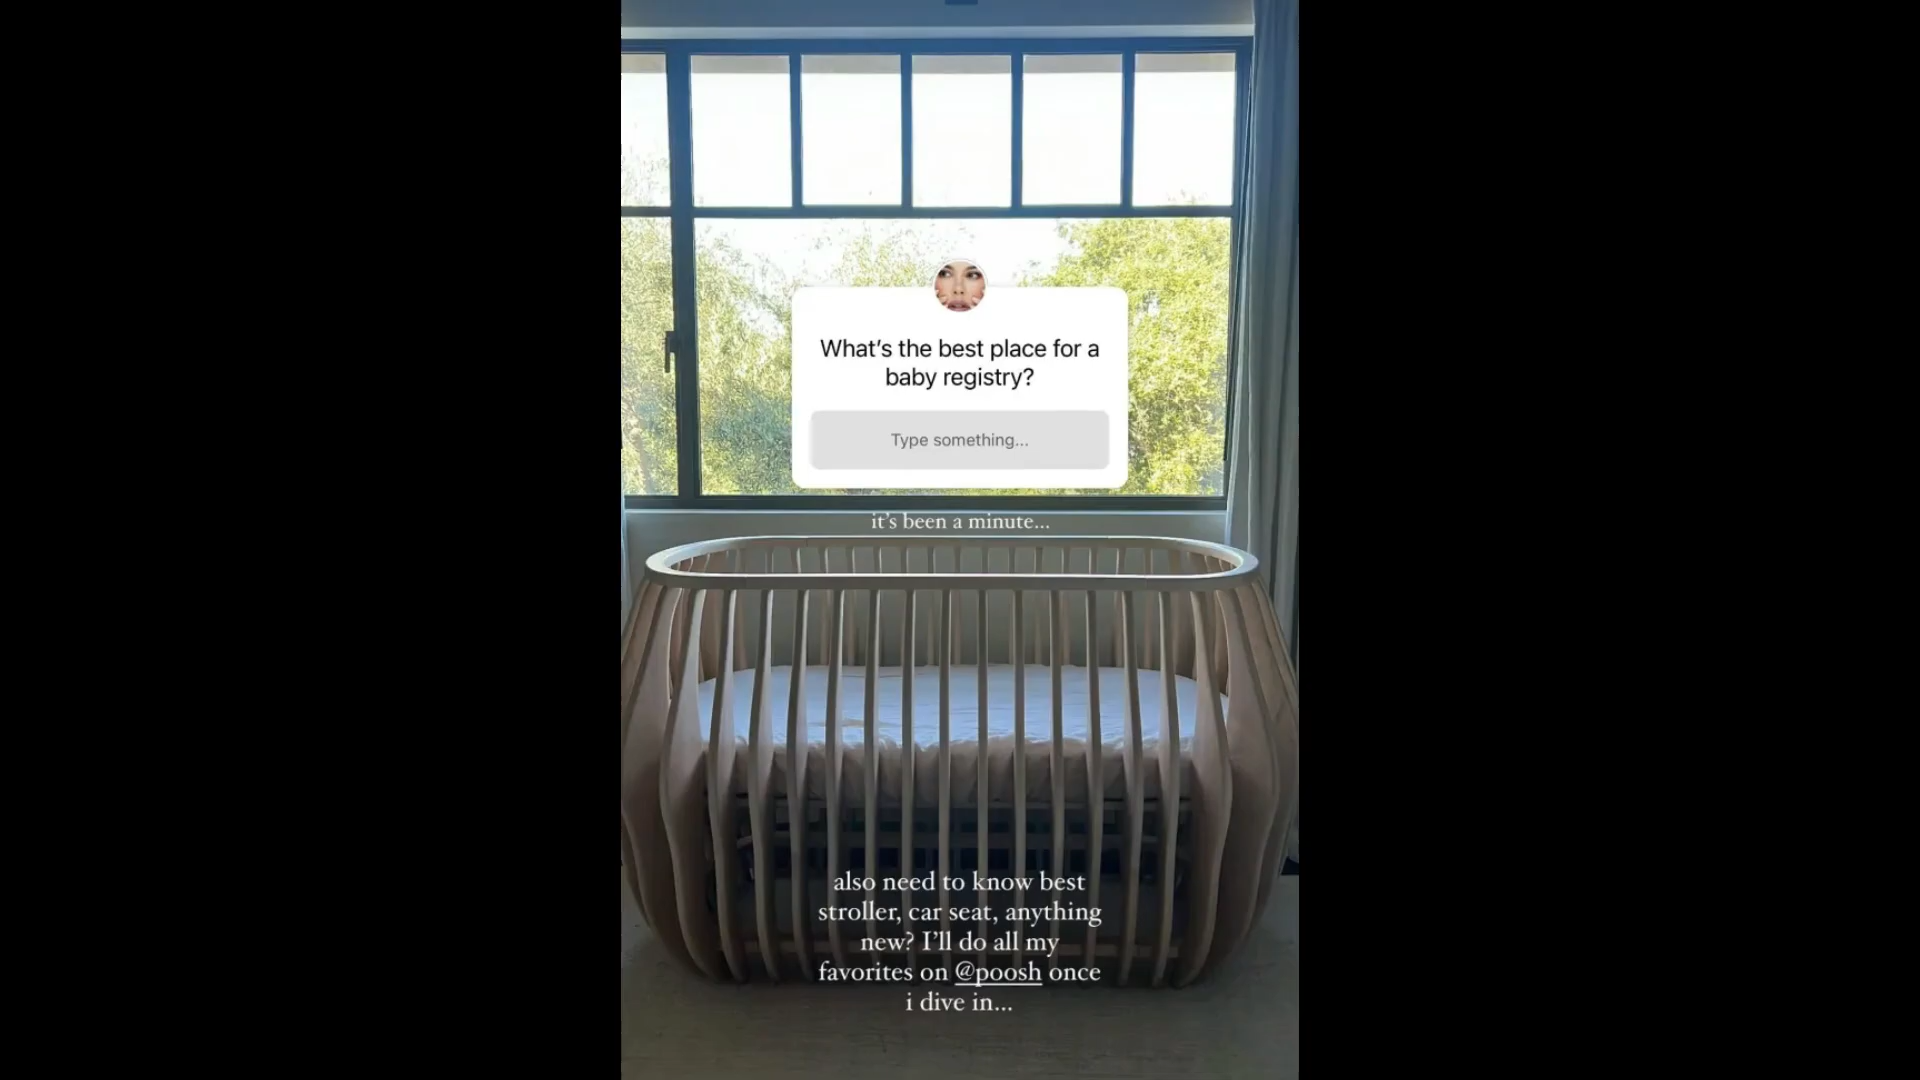 What's the best place for a
baby registry?
Type something...
it's been a minute...
also need to know best
stroller, car seat, anything
new? I'll do all my
favorites on @poosh once
i dive in...